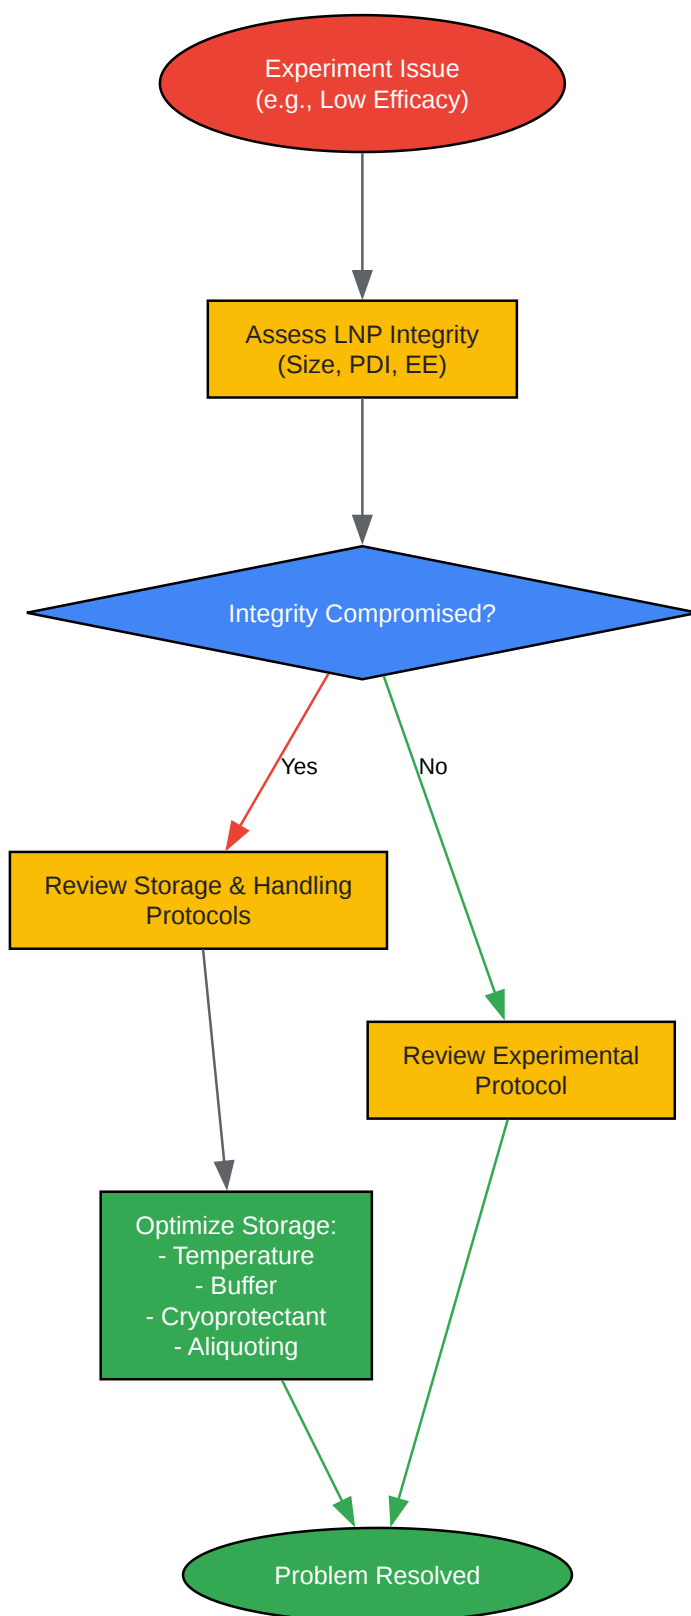 Experiment Issue
(e.g., Low Efficacy)
Assess LNP Integrity
(Size, PDI, EE)
Integrity Compromised?
Yes
No
Review Storage & Handling
Protocols
Review Experimental
Protocol
Optimize Storage:
- Temperature
- Buffer
- Cryoprotectant
- Aliquoting
Problem Resolved